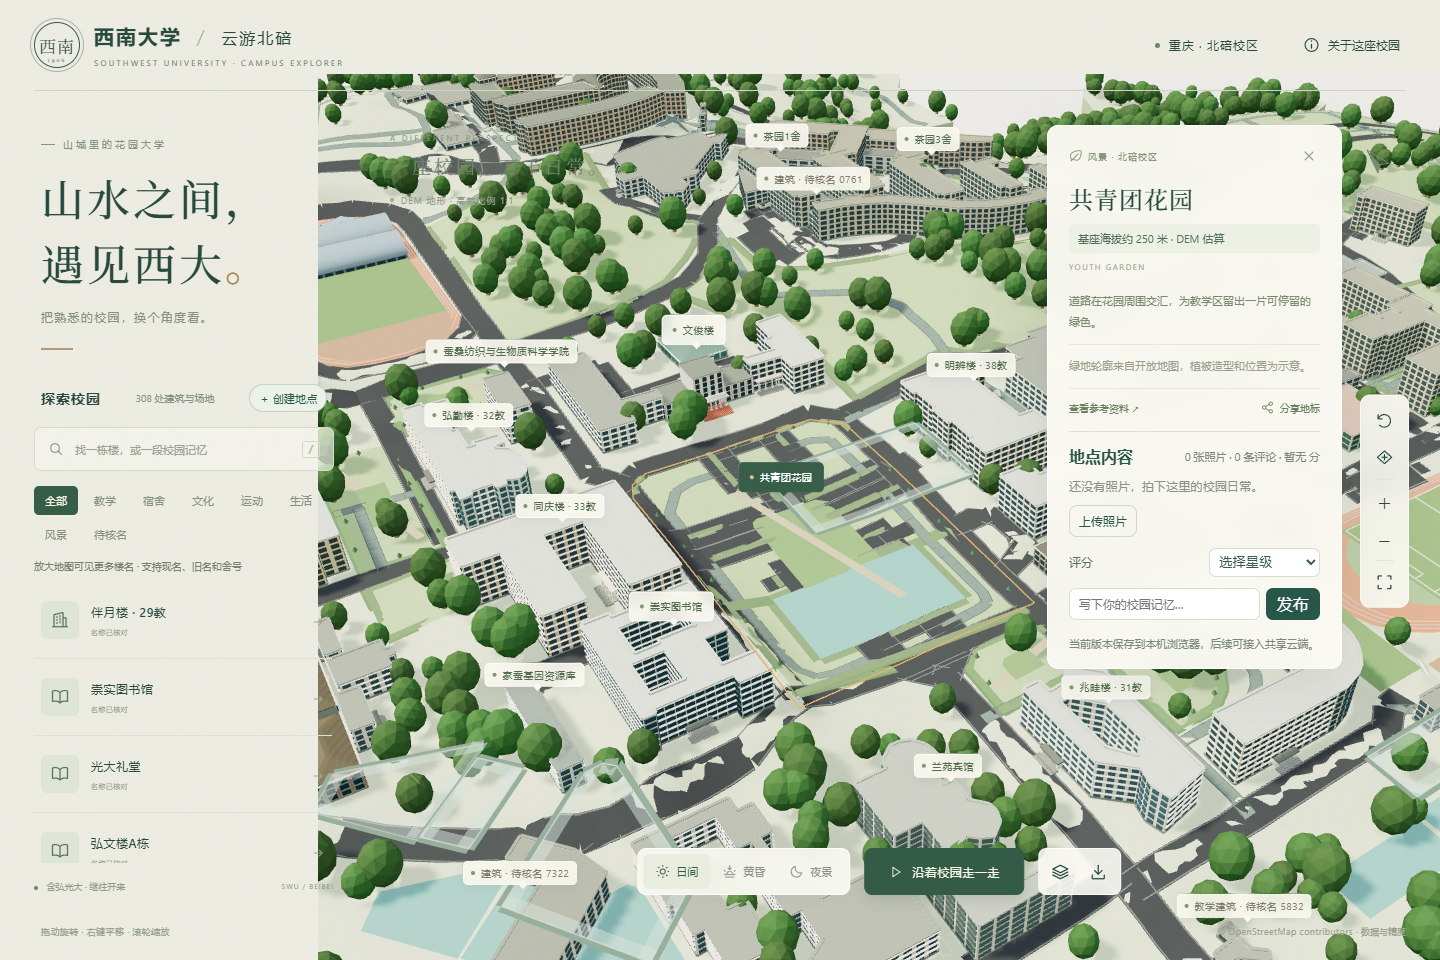 西南
1906
西南大学 / 云游北碚
SOUTHWEST UNIVERSITY · CAMPUS EXPLORER
重庆 · 北碚校区
关于这座校园
山城里的花园大学
山水之间，
遇见西大。
把熟悉的校园，换个角度看。
探索校园
308 处建筑与场地
+ 创建地点
找一栋楼，或一段校园记忆
/
全部
教学
宿舍
文化
运动
生活
风景
待核名
放大地图可见更多楼名 · 支持现名、旧名和舍号
伴月楼 · 29教
名称已核对
崇实图书馆
名称已核对
光大礼堂
名称已核对
弘文楼A栋
含弘光大 · 继往开来
SWU / BEIBEI
拖动旋转 · 右键平移 · 滚轮缩放
茶园1舍
茶园3舍
建筑 · 待核名 0761
文俊楼
蚕桑纺织与生物质科学学院
明辨楼 · 38教
弘勤楼 · 32教
共青团花园
同庆楼 · 33教
崇实图书馆
家蚕基因资源库
兆畦楼 · 31教
兰苑宾馆
建筑 · 待核名 7322
教学建筑 · 待核名 5832
日间
黄昏
夜景
沿着校园走一走
风景 · 北碚校区
共青团花园
基座海拔约 250 米 · DEM 估算
YOUTH GARDEN
道路在花园周围交汇，为教学区留出一片可停留的
绿色。
绿地轮廓来自开放地图，植被造型和位置为示意。
查看参考资料 ↗
分享地标
地点内容
0 张照片 · 0 条评论 · 暂无 分
还没有照片，拍下这里的校园日常。
上传照片
评分
选择星级
写下你的校园记忆...
发布
当前版本保存到本机浏览器，后续可接入共享云端。
OpenStreetMap contributors · 数据与精度